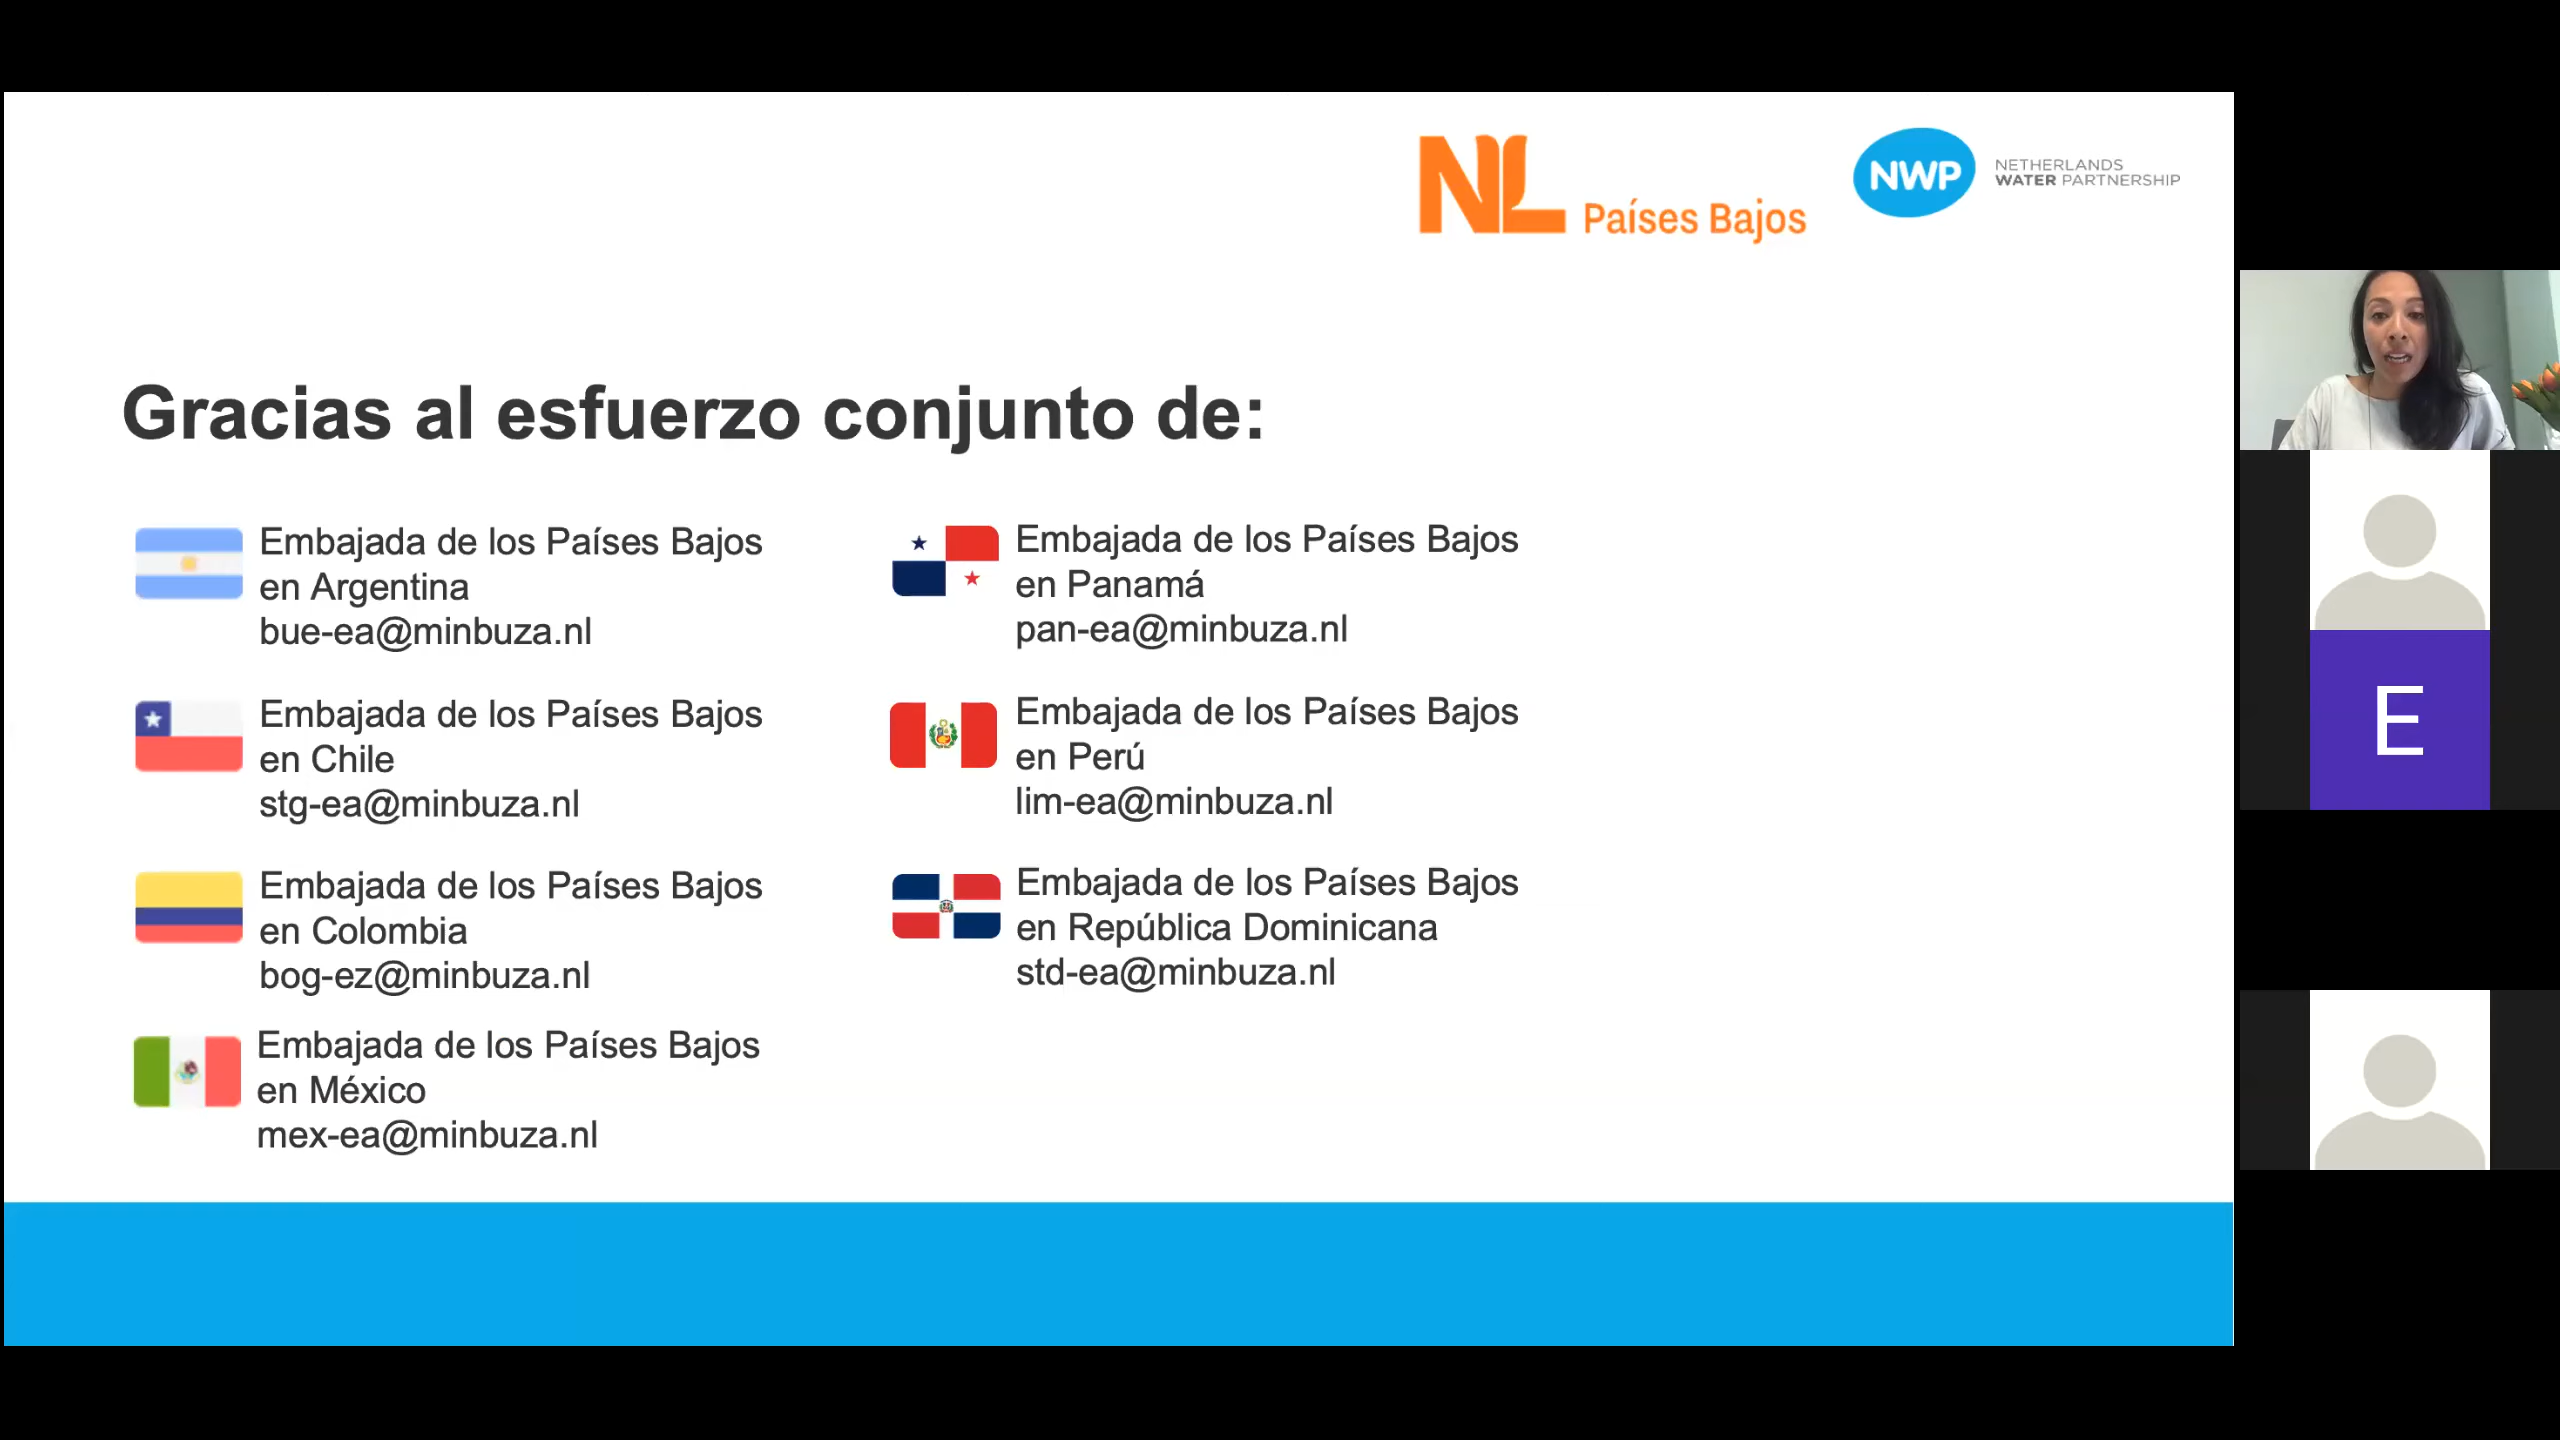 NL Países Bajos
NWP
NETHERLANDS
WATER PARTNERSHIP
Gracias al esfuerzo conjunto de:
Embajada de los Países Bajos
en Argentina
bue-ea@minbuza.nl
Embajada de los Países Bajos
en Chile
stg-ea@minbuza.nl
Embajada de los Países Bajos
en Colombia
bog-ez@minbuza.nl
Embajada de los Países Bajos
en México
mex-ea@minbuza.nl
Embajada de los Países Bajos
en Panamá
pan-ea@minbuza.nl
Embajada de los Países Bajos
en Perú
lim-ea@minbuza.nl
Embajada de los Países Bajos
en República Dominicana
std-ea@minbuza.nl
E